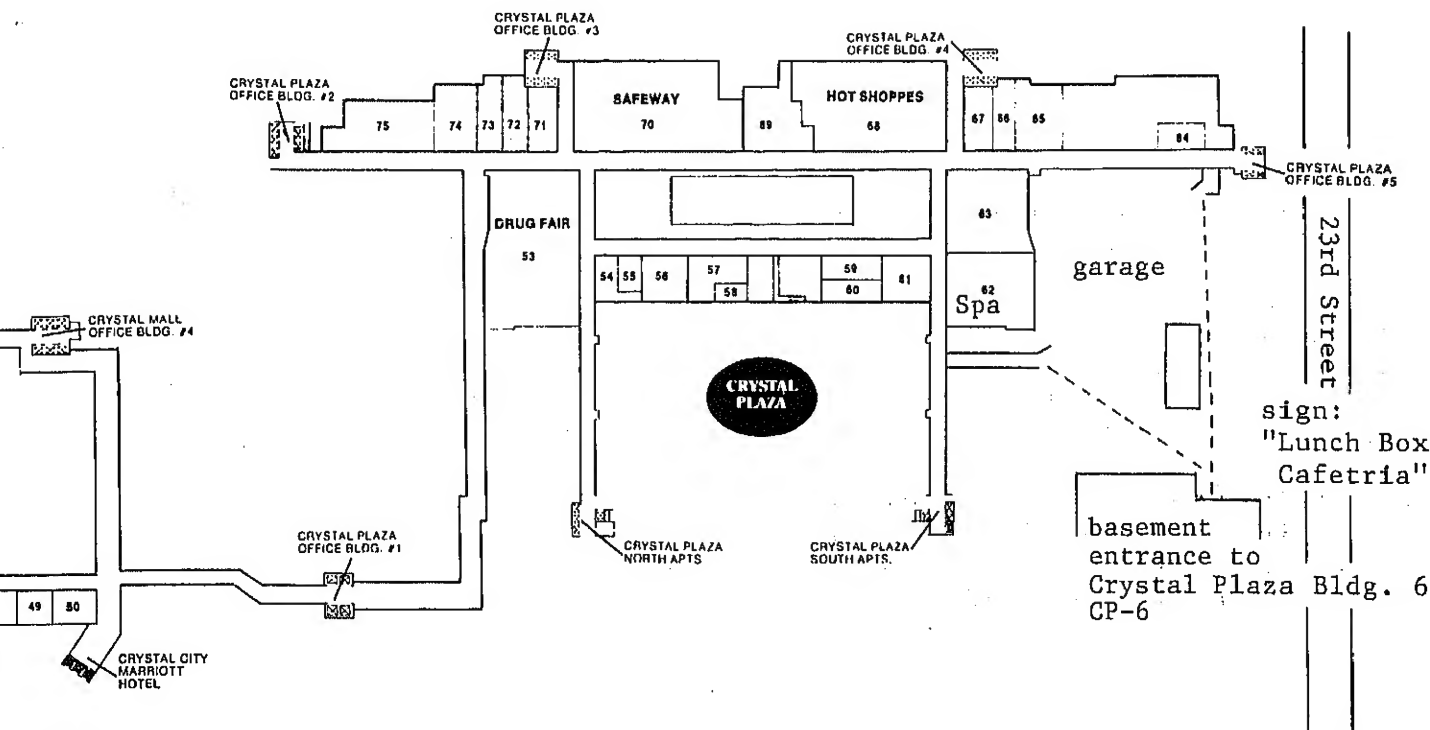 CRYSTAL PLAZA
OFFICE BLDG. #3
CRYSTAL PLAZA
OFFICE BLDG. #4
CRYSTAL PLAZA
OFFICE BLDG. #2
SAFEWAY
HOT SHOPPES
75
74
73
72
71
70
69
68
67
66
65
64
CRYSTAL PLAZA
OFFICE BLDG. #5
DRUG FAIR
53
63
23rd Street
garage
54
55
56
57
58
59
60
61
62
Spa
CRYSTAL MALL
OFFICE BLDG. #4
CRYSTAL
PLAZA
sign:
"Lunch Box
Cafetria"
CRYSTAL PLAZA
OFFICE BLDG. #1
CRYSTAL PLAZA
NORTH APTS
CRYSTAL PLAZA
SOUTH APTS.
basement
entrance to
Crystal Plaza Bldg. 6
CP-6
49
50
CRYSTAL CITY
MARRIOTT
HOTEL